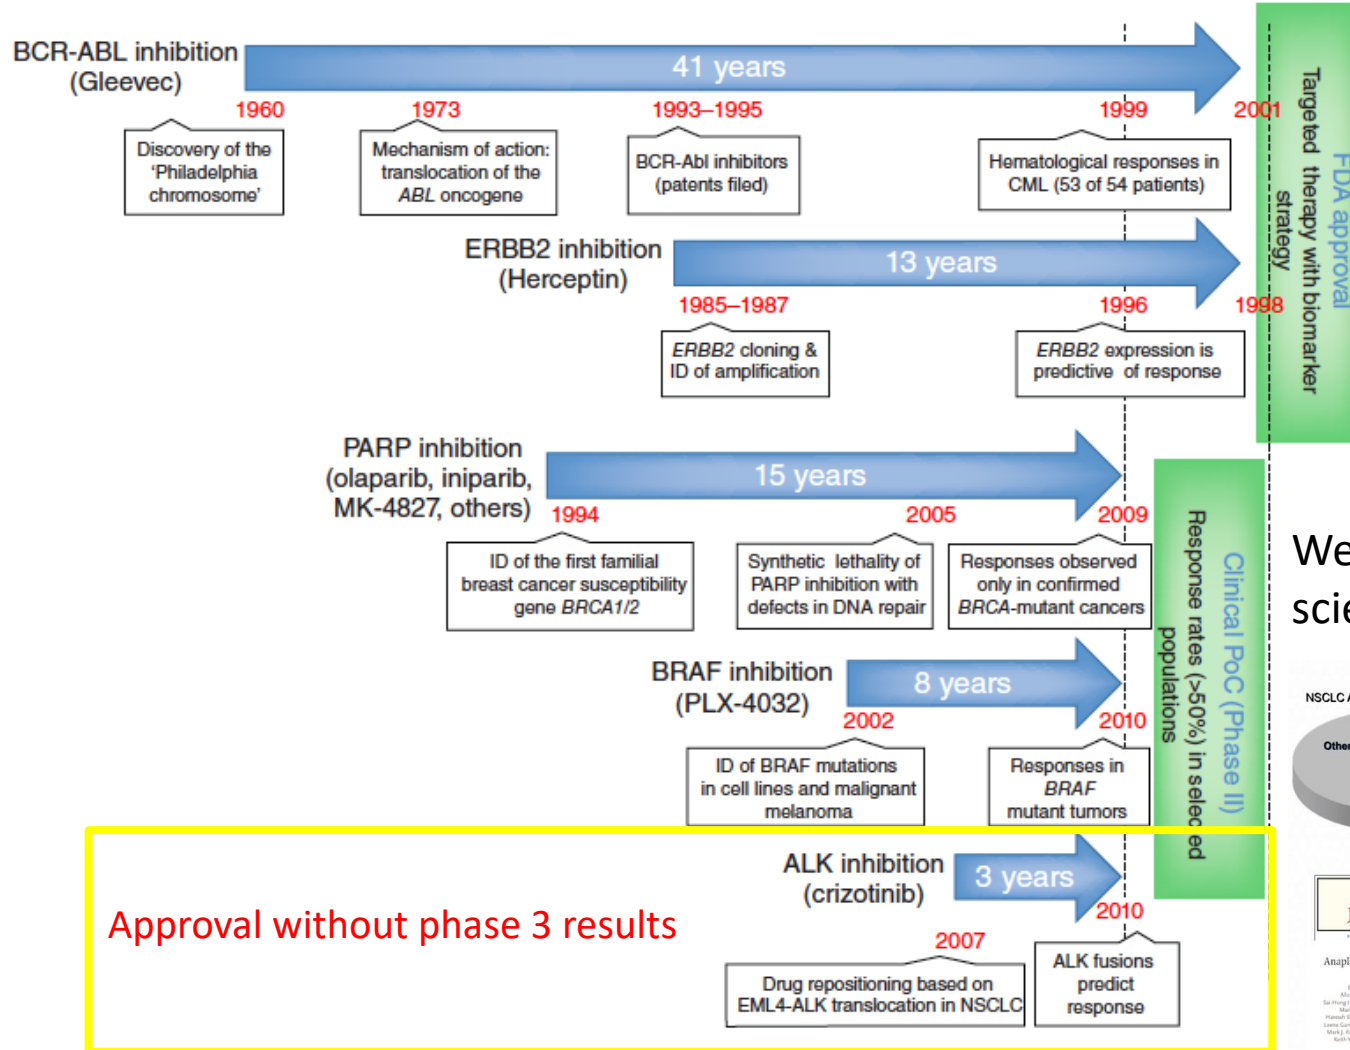 BCR-ABL inhibition
(Gleevec)
41 years
1960
1973
1993–1995
1999
2001
Discovery of the
'Philadelphia
chromosome'
Mechanism of action:
translocation of the
ABL oncogene
BCR-Abl inhibitors
(patents filed)
Hematological responses in
CML (53 of 54 patients)
ERBB2 inhibition
(Herceptin)
13 years
1985–1987
1996
1998
ERBB2 cloning &
ID of amplification
ERBB2 expression is
predictive of response
FDA approval
Targeted therapy with biomarker
strategy
PARP inhibition
(olaparib, iniparib,
MK-4827, others)
15 years
1994
2005
2009
ID of the first familial
breast cancer susceptibility
gene BRCA1/2
Synthetic lethality of
PARP inhibition with
defects in DNA repair
Responses observed
only in confirmed
BRCA-mutant cancers
BRAF inhibition
(PLX-4032)
8 years
2002
2010
ID of BRAF mutations
in cell lines and malignant
melanoma
Responses in
BRAF
mutant tumors
Clinical PoC (Phase II)
Response rates (>50%) in selected
populations
ALK inhibition
(crizotinib)
3 years
2010
2007
Approval without phase 3 results
Drug repositioning based on
EML4-ALK translocation in NSCLC
ALK fusions
predict
response
We
scie
NSCLC A
Other
Anapl